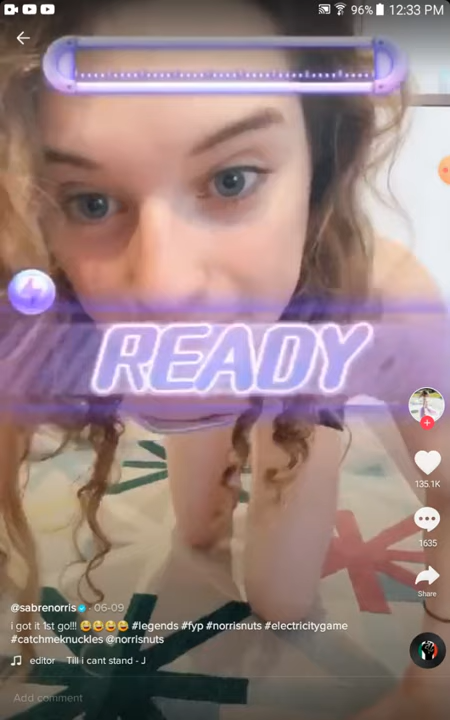 96% 12:33 PM
READY
135.1K
1635
Share
@sabrenorris · 06-09
i got it 1st go!!! 😂😂😂😂 #legends #fyp #norrisnuts #electricitygame
#catchmeknuckles @norrisnuts
editor Till i cant stand - J
Add comment